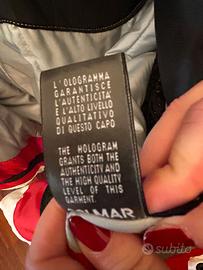 L'OLOGRAMMA
GARANTISCE
L'AUTENTICITÀ
E L'ALTO LIVELLO
QUALITATIVO
DI QUESTO CAPO
THE HOLOGRAM
GRANTS BOTH THE
AUTHENTICITY AND
THE HIGH QUALITY
LEVEL OF THIS
GARMENT.
LMAR
subito